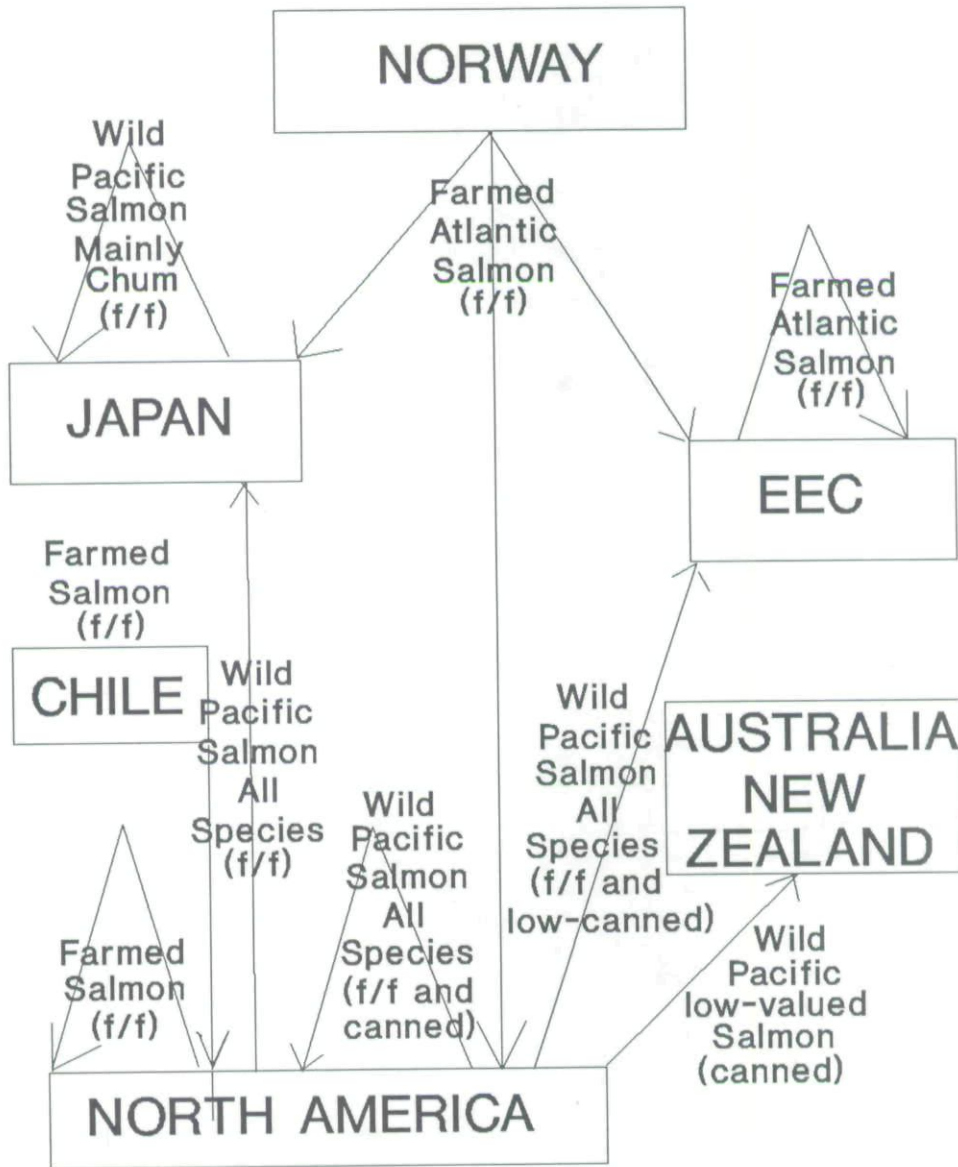 NORWAY
Wild
Pacific
Salmon
Mainly
Chum
(f/f)
Farmed
Atlantic
Salmon
(f/f)
Farmed
Atlantic
Salmon
(f/f)
JAPAN
EEC
Farmed
Salmon
(f/f)
CHILE
Wild
Pacific
Salmon
All
Species
(f/f)
Wild
Pacific
Salmon
All
Species
(f/f and
low-canned)
AUSTRALIA
NEW
ZEALAND
Farmed
Salmon
(f/f)
Wild
Pacific
Salmon
All
Species
(f/f and
canned)
Wild
Pacific
low-valued
Salmon
(canned)
NORTH AMERICA